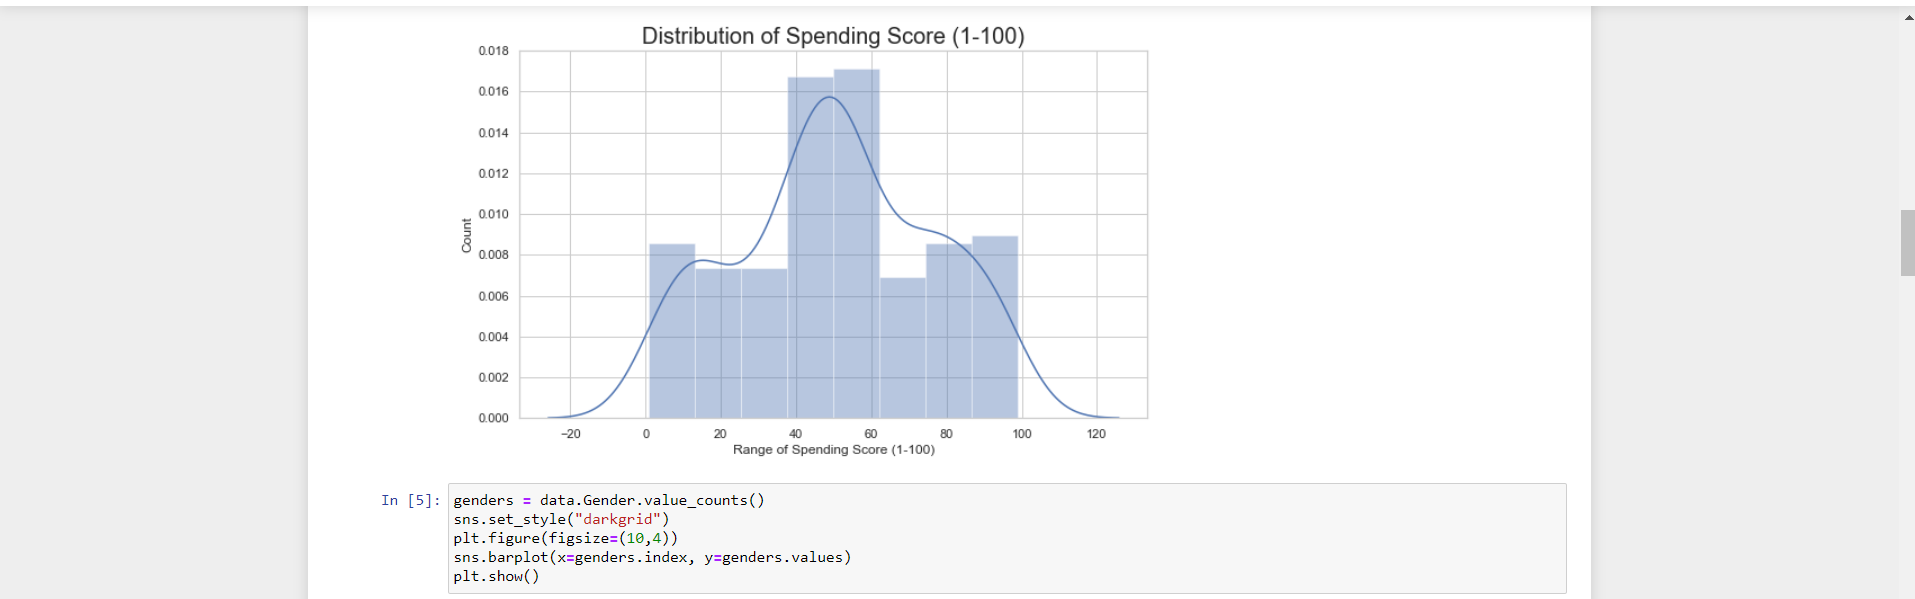 Distribution of Spending Score (1-100)
0.018
0.016
0.014
0.012
0.010
0.008
0.006
0.004
0.002
0.000
Count
−20 0 20 40 60 80 100 120
Range of Spending Score (1-100)
In [5]: genders = data.Gender.value_counts()
sns.set_style("darkgrid")
plt.figure(figsize=(10,4))
sns.barplot(x=genders.index, y=genders.values)
plt.show()